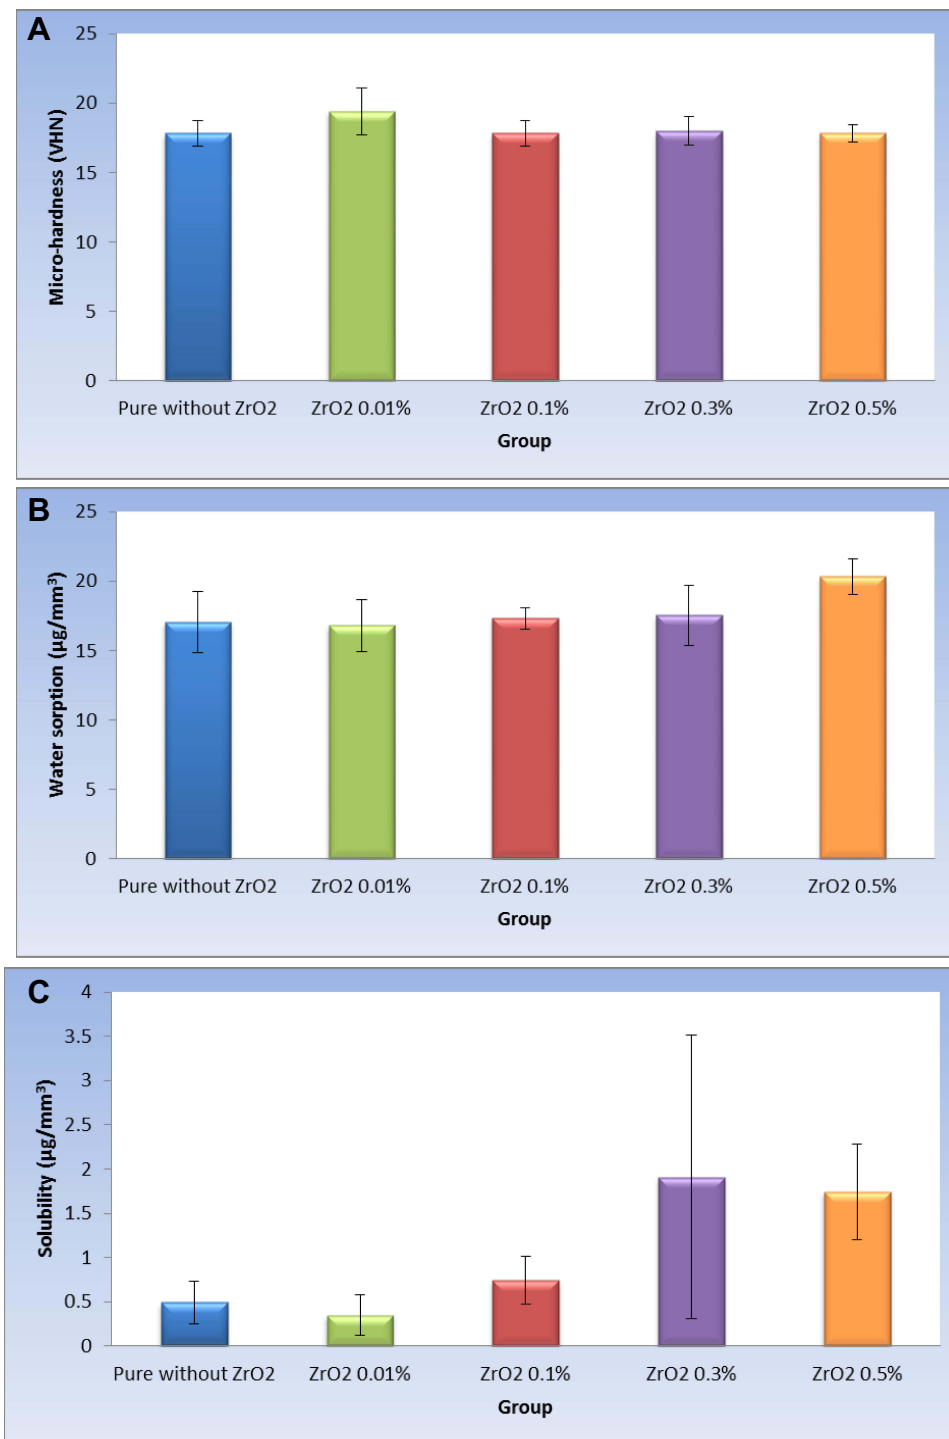 A
Micro-hardness (VHN)
25
20
15
10
5
0
Pure without ZrO2 ZrO2 0.01% ZrO2 0.1% ZrO2 0.3% ZrO2 0.5%
Group
B
Water sorption (µg/mm³)
25
20
15
10
5
0
Pure without ZrO2 ZrO2 0.01% ZrO2 0.1% ZrO2 0.3% ZrO2 0.5%
Group
C
Solubility (µg/mm³)
4
3.5
3
2.5
2
1.5
1
0.5
0
Pure without ZrO2 ZrO2 0.01% ZrO2 0.1% ZrO2 0.3% ZrO2 0.5%
Group